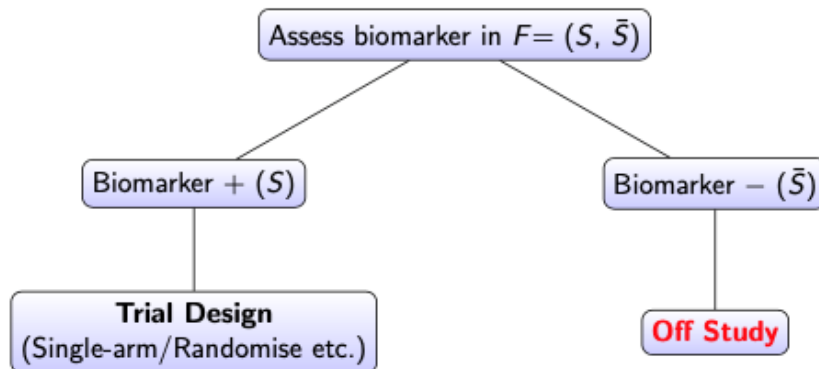 Assess biomarker in F= (S, S̄)
Biomarker + (S)
Biomarker − (S̄)
Trial Design
(Single-arm/Randomise etc.)
Off Study